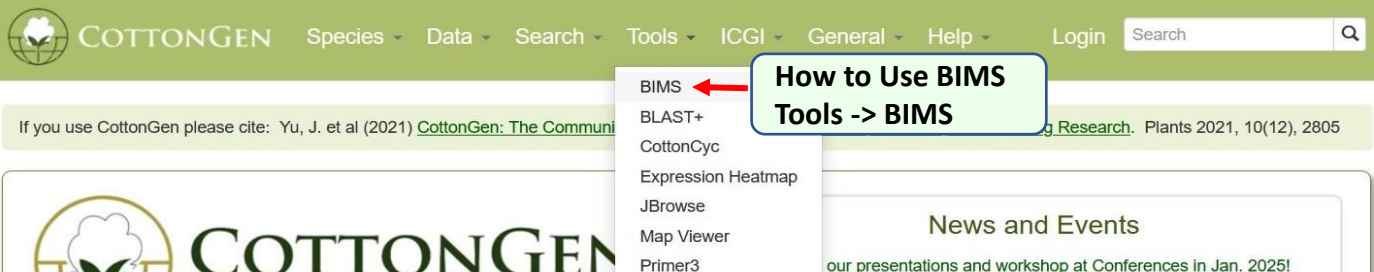 COTTONGEN Species Data Search Tools ICGI General Help Login Search
BIMS
How to Use BIMS
Tools -> BIMS
BLAST+
If you use CottonGen please cite: Yu, J. et al (2021) CottonGen: The Communi
Research. Plants 2021, 10(12), 2805
CottonCyc
Expression Heatmap
JBrowse
Map Viewer
Primer3
COTTONGEN
News and Events
our presentations and workshop at Conferences in Jan. 2025!